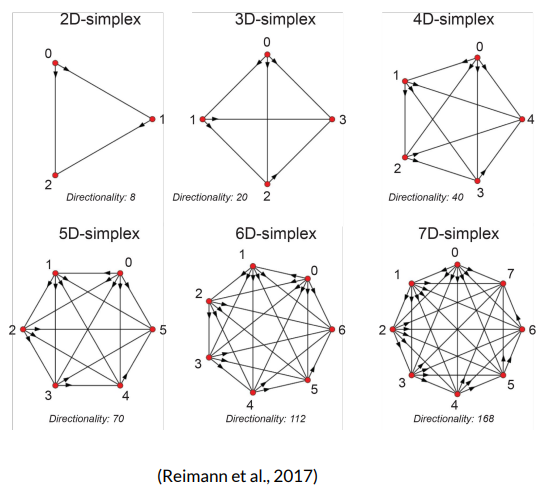 2D-simplex
0
1
2
Directionality: 8
3D-simplex
0
1
3
2
Directionality: 20
4D-simplex
0
1
4
2
3
Directionality: 40
5D-simplex
1
0
2
5
3
4
Directionality: 70
6D-simplex
1
0
2
6
3
5
4
Directionality: 112
7D-simplex
0
1
7
2
6
3
5
4
Directionality: 168
(Reimann et al., 2017)